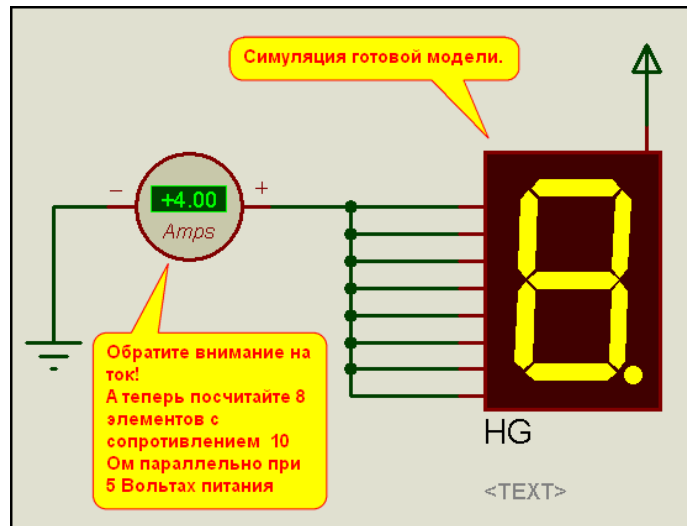 Симуляция готовой модели.
− +4.00 +
Amps
Обратите внимание на
ток!
А теперь посчитайте 8
элементов с
сопротивлением 10
Ом параллельно при
5 Вольтах питания
HG
<TEXT>